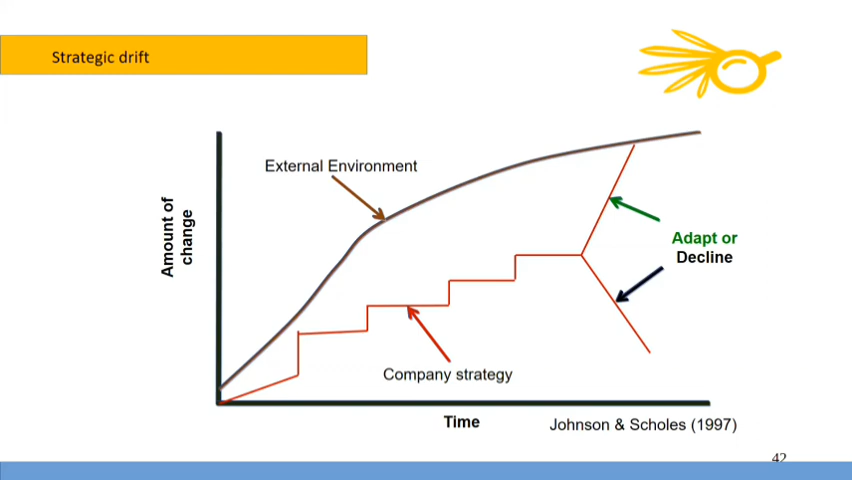 Strategic drift
External Environment
Amount of
change
Adapt or
Decline
Company strategy
Time
Johnson & Scholes (1997)
42